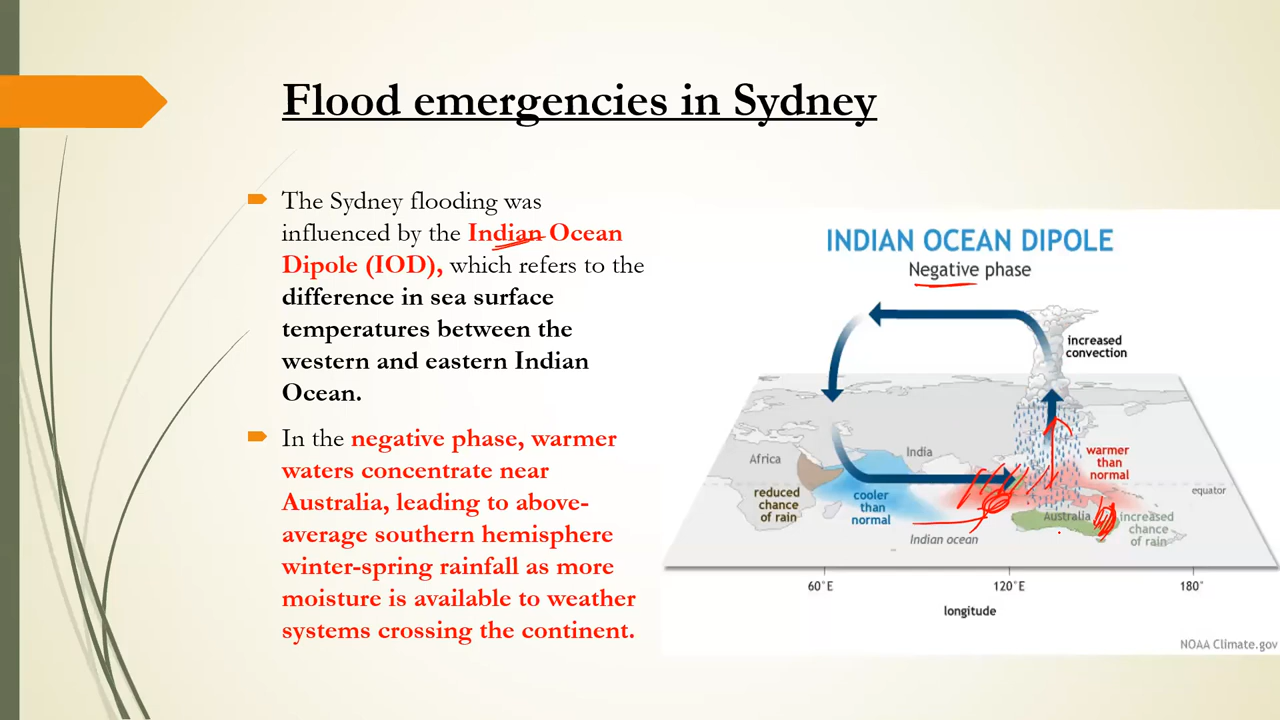 Flood emergencies in Sydney
The Sydney flooding was
influenced by the Indian Ocean
Dipole (IOD), which refers to the
difference in sea surface
temperatures between the
western and eastern Indian
Ocean.
In the negative phase, warmer
waters concentrate near
Australia, leading to above-
average southern hemisphere
winter-spring rainfall as more
moisture is available to weather
systems crossing the continent.
INDIAN OCEAN DIPOLE
Negative phase
increased
convection
Africa
India
warmer
than
normal
reduced
chance
of rain
cooler
than
normal
equator
Australia
increased
chance
of rain
Indian ocean
60°E
120°E
180°
longitude
NOAA Climate.gov